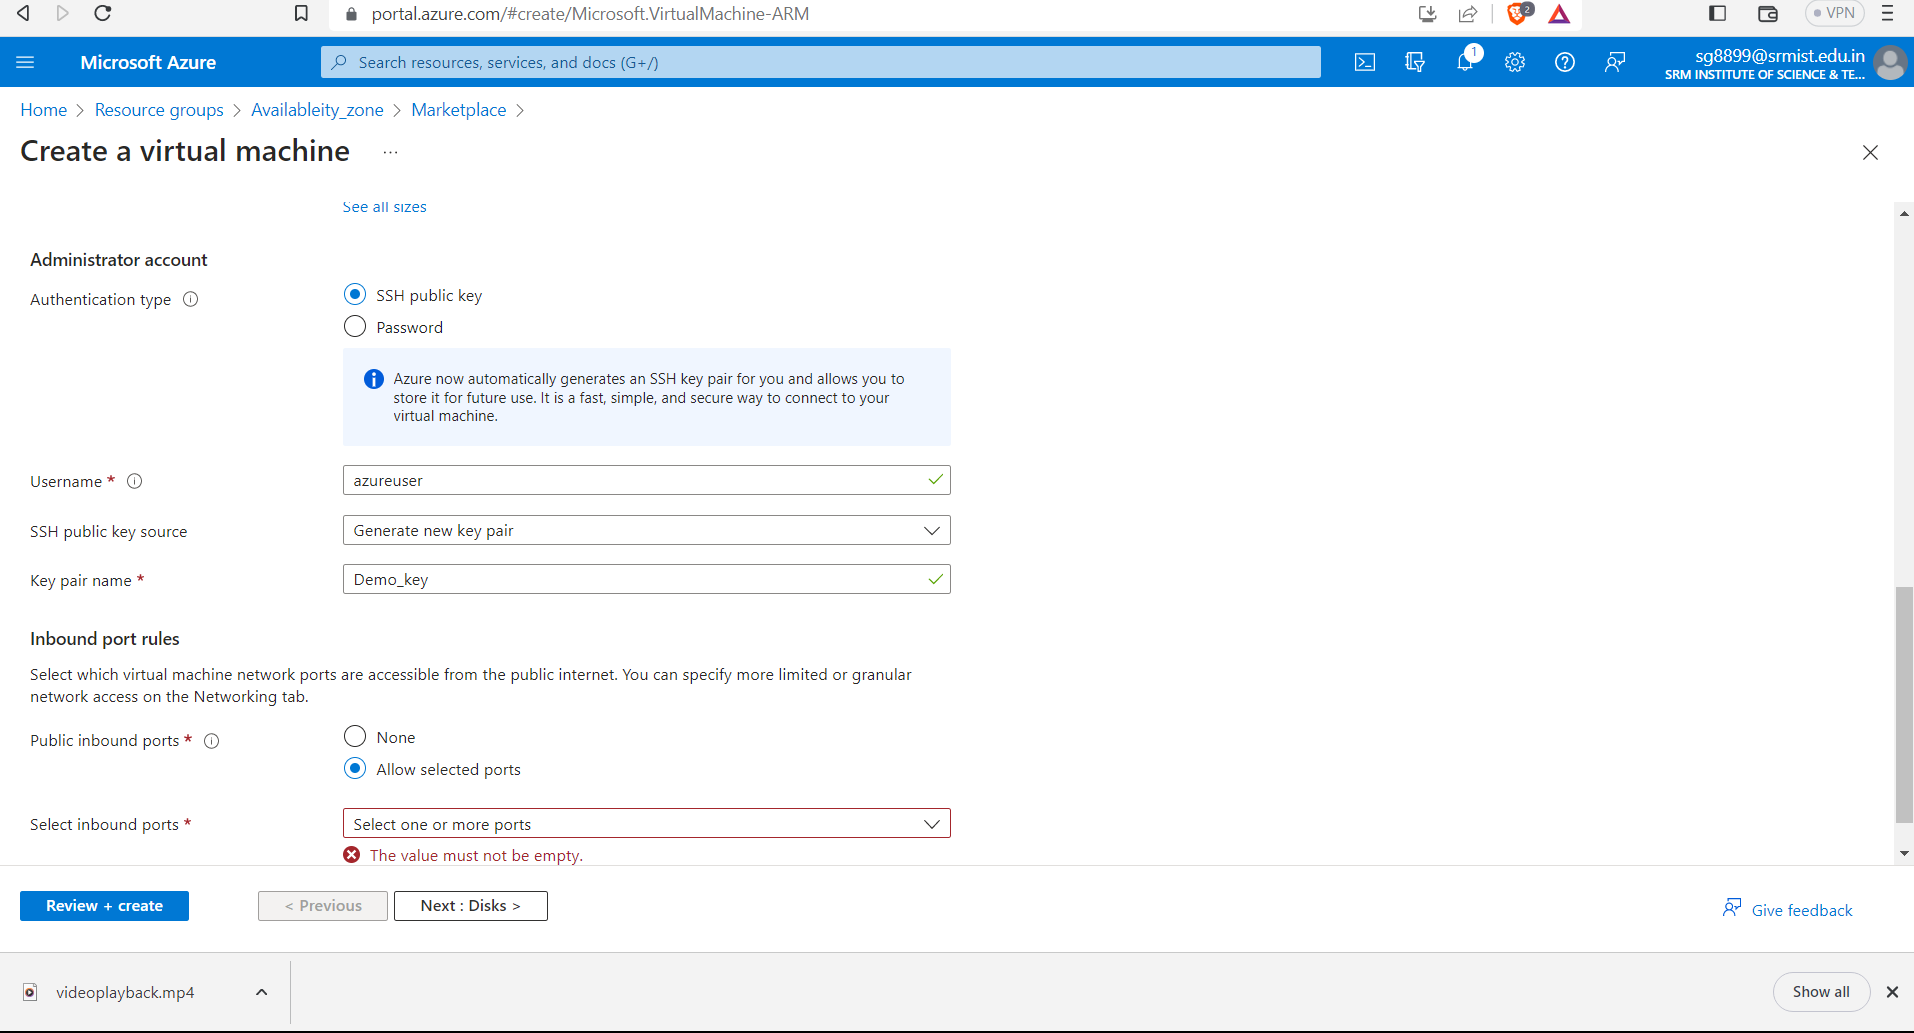 portal.azure.com/#create/Microsoft.VirtualMachine-ARM
2
VPN
Microsoft Azure
Search resources, services, and docs (G+/)
1
sg8899@srmist.edu.in
SRM INSTITUTE OF SCIENCE & TE...
Home > Resource groups > Availableity_zone > Marketplace >
Create a virtual machine ...
See all sizes
Administrator account
Authentication type
SSH public key
Password
Azure now automatically generates an SSH key pair for you and allows you to
store it for future use. It is a fast, simple, and secure way to connect to your
virtual machine.
Username *
azureuser
SSH public key source
Generate new key pair
Key pair name *
Demo_key
Inbound port rules
Select which virtual machine network ports are accessible from the public internet. You can specify more limited or granular
network access on the Networking tab.
Public inbound ports *
None
Allow selected ports
Select inbound ports *
Select one or more ports
The value must not be empty.
Review + create
< Previous
Next : Disks >
Give feedback
videoplayback.mp4
Show all